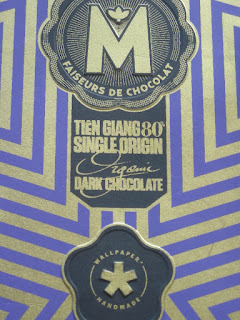 M
FAISEURS DE CHOCOLAT
TIEN GIANG 80%
SINGLE ORIGIN
Organic
DARK CHOCOLATE
WALLPAPER*
HANDMADE